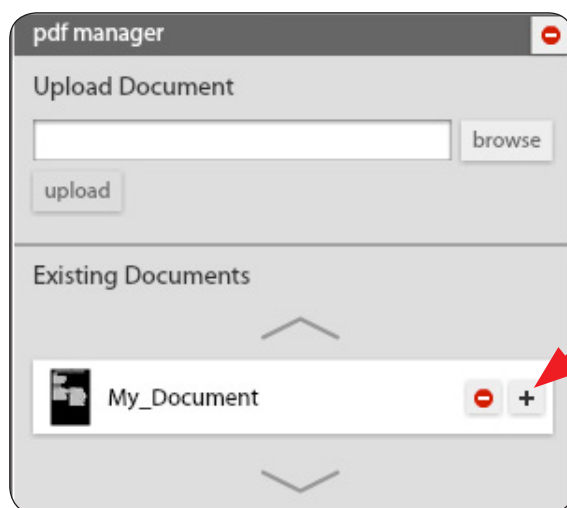 pdf manager
Upload Document
browse
upload
Existing Documents
My_Document